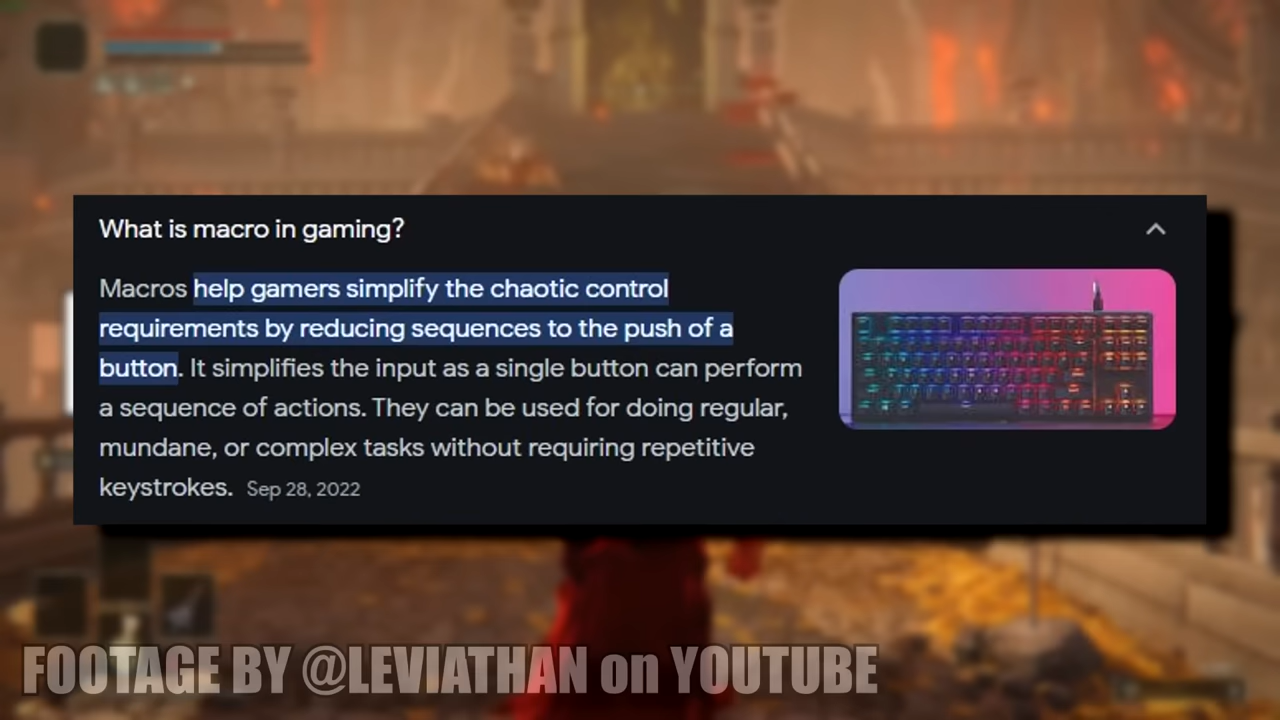 What is macro in gaming?
Macros help gamers simplify the chaotic control
requirements by reducing sequences to the push of a
button. It simplifies the input as a single button can perform
a sequence of actions. They can be used for doing regular,
mundane, or complex tasks without requiring repetitive
keystrokes. Sep 28, 2022
FOOTAGE BY @LEVIATHAN on YOUTUBE